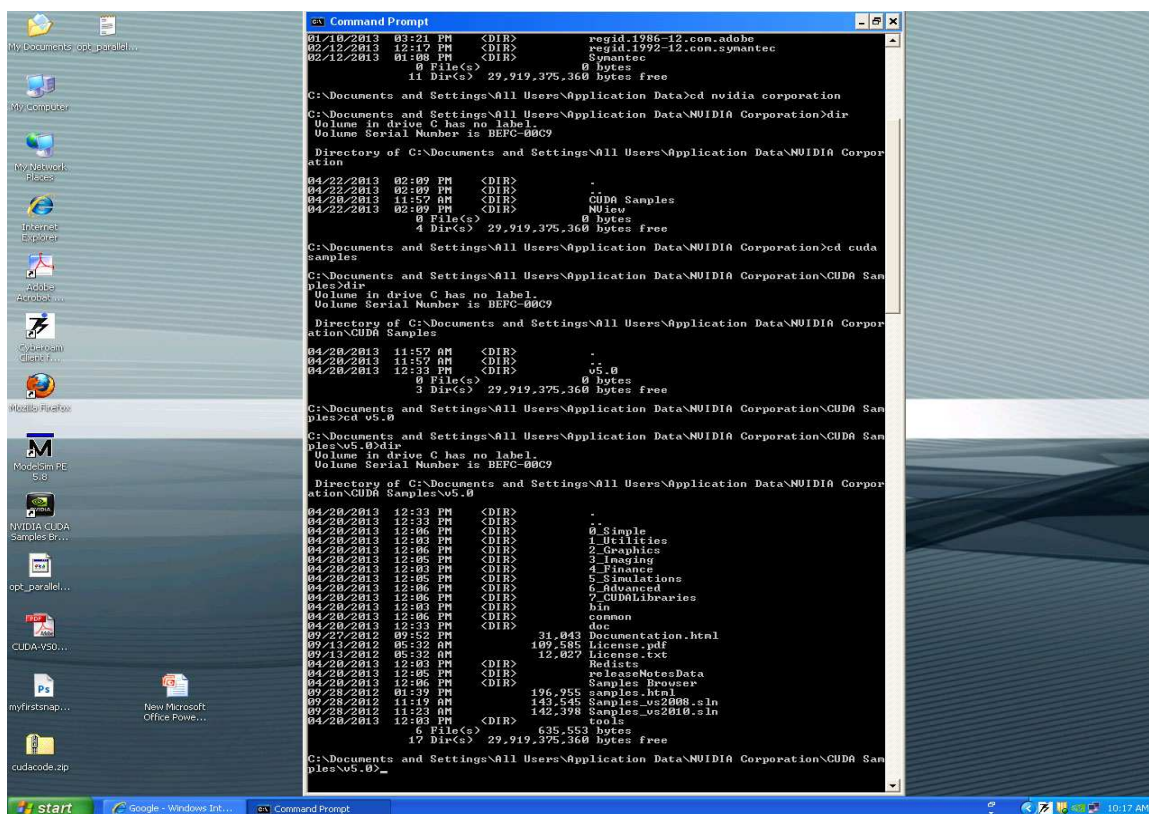 My Documents
opt_parallel...
My Computer
My Network
Places
Internet
Explorer
Adobe
Acrobat ...
Cyberoam
Client f...
Mozilla Firefox
ModelSim PE
5.8
NVIDIA CUDA
Samples Br...
opt_parallel...
CUDA-VS0...
myfirstsnap...
New Microsoft
Office Powe...
cudacode.zip
Command Prompt
01/10/2013  03:21 PM    <DIR>          regid.1986-12.com.adobe
02/12/2013  12:17 PM    <DIR>          regid.1992-12.com.symantec
02/12/2013  01:08 PM    <DIR>          Symantec
0 File(s)              0 bytes
11 Dir(s)  29,919,375,360 bytes free
C:\Documents and Settings\All Users\Application Data>cd nvidia corporation
C:\Documents and Settings\All Users\Application Data\NVIDIA Corporation>dir
Volume in drive C has no label.
Volume Serial Number is BEFC-00C9
Directory of C:\Documents and Settings\All Users\Application Data\NVIDIA Corpor
ation
04/22/2013  02:09 PM    <DIR>          .
04/22/2013  02:09 PM    <DIR>          ..
04/20/2013  11:57 AM    <DIR>          CUDA Samples
04/22/2013  02:09 PM    <DIR>          NView
0 File(s)              0 bytes
4 Dir(s)  29,919,375,360 bytes free
C:\Documents and Settings\All Users\Application Data\NVIDIA Corporation>cd cuda
samples
C:\Documents and Settings\All Users\Application Data\NVIDIA Corporation\CUDA Sam
ples>dir
Volume in drive C has no label.
Volume Serial Number is BEFC-00C9
Directory of C:\Documents and Settings\All Users\Application Data\NVIDIA Corpor
ation\CUDA Samples
04/20/2013  11:57 AM    <DIR>          .
04/20/2013  11:57 AM    <DIR>          ..
04/20/2013  12:33 PM    <DIR>          v5.0
0 File(s)              0 bytes
3 Dir(s)  29,919,375,360 bytes free
C:\Documents and Settings\All Users\Application Data\NVIDIA Corporation\CUDA Sam
ples>cd v5.0
C:\Documents and Settings\All Users\Application Data\NVIDIA Corporation\CUDA Sam
ples\v5.0>dir
Volume in drive C has no label.
Volume Serial Number is BEFC-00C9
Directory of C:\Documents and Settings\All Users\Application Data\NVIDIA Corpor
ation\CUDA Samples\v5.0
04/20/2013  12:33 PM    <DIR>          .
04/20/2013  12:33 PM    <DIR>          ..
04/20/2013  12:06 PM    <DIR>          0_Simple
04/20/2013  12:03 PM    <DIR>          1_Utilities
04/20/2013  12:06 PM    <DIR>          2_Graphics
04/20/2013  12:05 PM    <DIR>          3_Imaging
04/20/2013  12:03 PM    <DIR>          4_Finance
04/20/2013  12:05 PM    <DIR>          5_Simulations
04/20/2013  12:06 PM    <DIR>          6_Advanced
04/20/2013  12:06 PM    <DIR>          7_CUDALibraries
04/20/2013  12:03 PM    <DIR>          bin
04/20/2013  12:06 PM    <DIR>          common
04/20/2013  12:33 PM    <DIR>          doc
09/27/2012  09:52 PM            31,043 Documentation.html
09/13/2012  05:32 AM           109,585 License.pdf
09/13/2012  05:32 AM            12,027 License.txt
04/20/2013  12:03 PM    <DIR>          Redists
04/20/2013  12:05 PM    <DIR>          releaseNotesData
04/20/2013  12:06 PM    <DIR>          Samples Browser
09/28/2012  01:39 PM           196,955 samples.html
09/28/2012  11:19 AM           143,545 Samples_vs2008.sln
09/28/2012  11:23 AM           142,398 Samples_vs2010.sln
04/20/2013  12:03 PM    <DIR>          tools
6 File(s)        635,553 bytes
17 Dir(s)  29,919,375,360 bytes free
C:\Documents and Settings\All Users\Application Data\NVIDIA Corporation\CUDA Sam
ples\v5.0>_
start
Google - Windows Int...
Command Prompt
10:17 AM